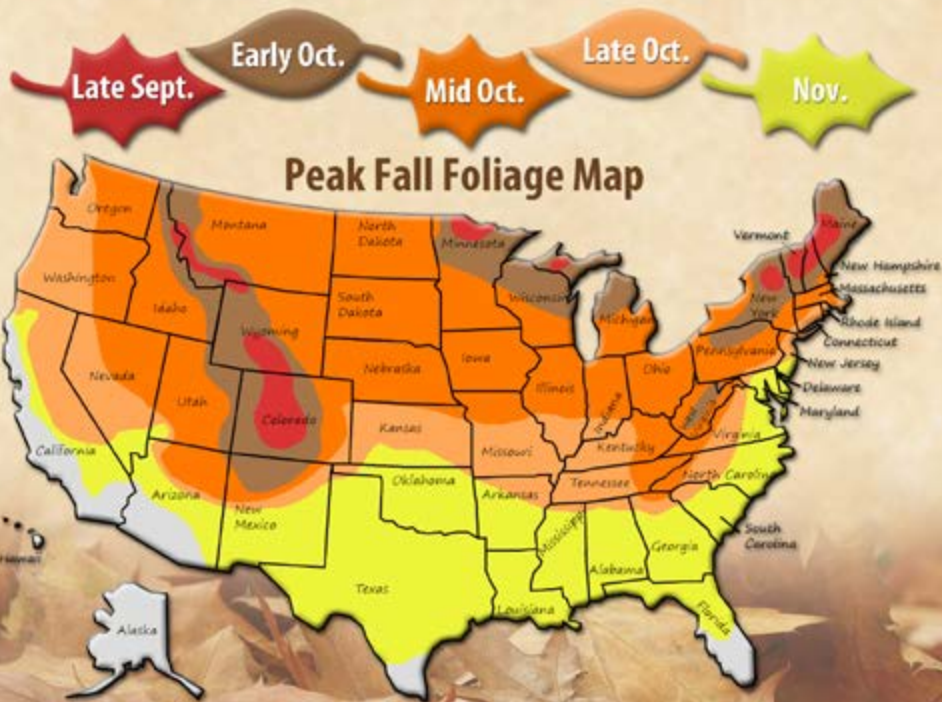 Late Sept.
Early Oct.
Mid Oct.
Late Oct.
Nov.
Peak Fall Foliage Map
Oregon
Washington
Idaho
Montana
North
Dakota
Minnesota
South
Dakota
Wisconsin
Michigan
Vermont
Maine
New Hampshire
Massachusetts
New
York
Rhode Island
Connecticut
New Jersey
Delaware
Maryland
Wyoming
Nebraska
Iowa
Illinois
Indiana
Ohio
Pennsylvania
West
Virginia
Virginia
Nevada
Utah
Colorado
Kansas
Missouri
Kentucky
California
Arizona
New
Mexico
Oklahoma
Arkansas
Tennessee
North Carolina
South
Carolina
Mississippi
Alabama
Georgia
Texas
Louisiana
Florida
Hawaii
Alaska